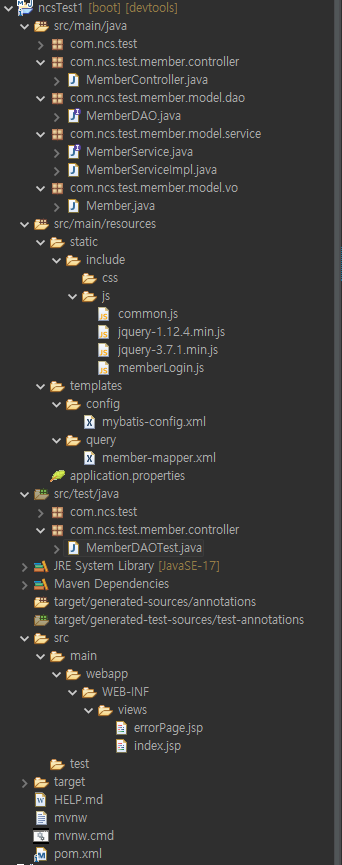 ncsTest1 [boot] [devtools]
src/main/java
com.ncs.test
com.ncs.test.member.controller
MemberController.java
com.ncs.test.member.model.dao
MemberDAO.java
com.ncs.test.member.model.service
MemberService.java
MemberServiceImpl.java
com.ncs.test.member.model.vo
Member.java
src/main/resources
static
include
css
js
common.js
jquery-1.12.4.min.js
jquery-3.7.1.min.js
memberLogin.js
templates
config
mybatis-config.xml
query
member-mapper.xml
application.properties
src/test/java
com.ncs.test
com.ncs.test.member.controller
MemberDAOTest.java
JRE System Library [JavaSE-17]
Maven Dependencies
target/generated-sources/annotations
target/generated-test-sources/test-annotations
src
main
webapp
WEB-INF
views
errorPage.jsp
index.jsp
test
target
HELP.md
mvnw
mvnw.cmd
pom.xml